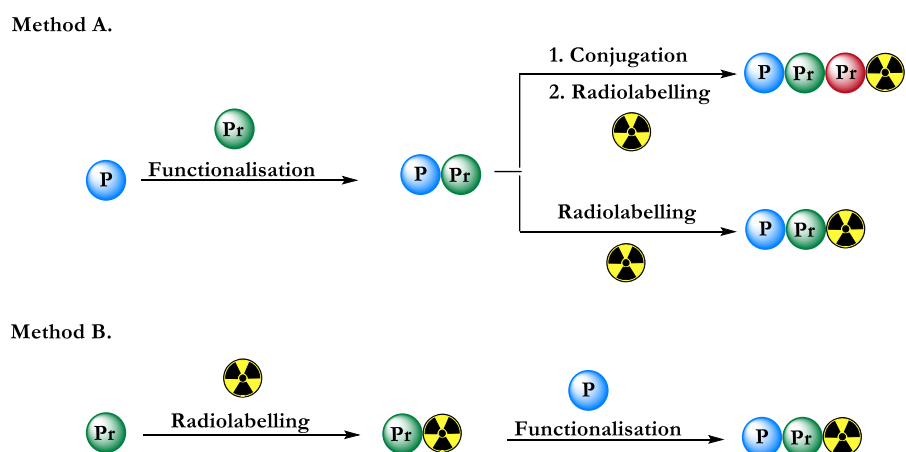 Method A.
1. Conjugation
P Pr Pr
2. Radiolabelling
Pr
Functionalisation
P
P Pr
Radiolabelling
P Pr
Method B.
P
Radiolabelling
Functionalisation
Pr
Pr
P Pr